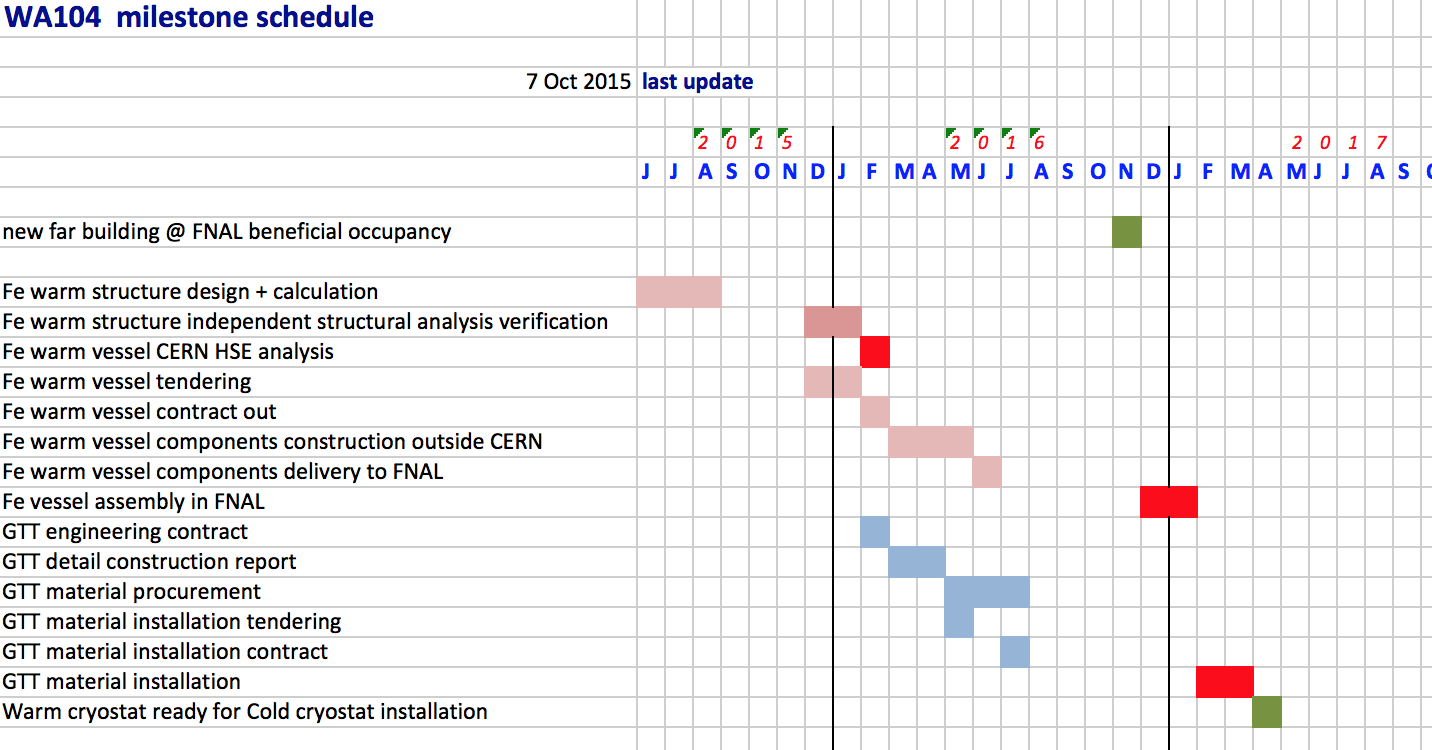 WA104 milestone schedule
7 Oct 2015 last update
2 0 1 5 2 0 1 6 2 0 1 7
J J A S O N D J F M A M J J A S O N D J F M A M J J A S
new far building @ FNAL beneficial occupancy
Fe warm structure design + calculation
Fe warm structure independent structural analysis verification
Fe warm vessel CERN HSE analysis
Fe warm vessel tendering
Fe warm vessel contract out
Fe warm vessel components construction outside CERN
Fe warm vessel components delivery to FNAL
Fe vessel assembly in FNAL
GTT engineering contract
GTT detail construction report
GTT material procurement
GTT material installation tendering
GTT material installation contract
GTT material installation
Warm cryostat ready for Cold cryostat installation